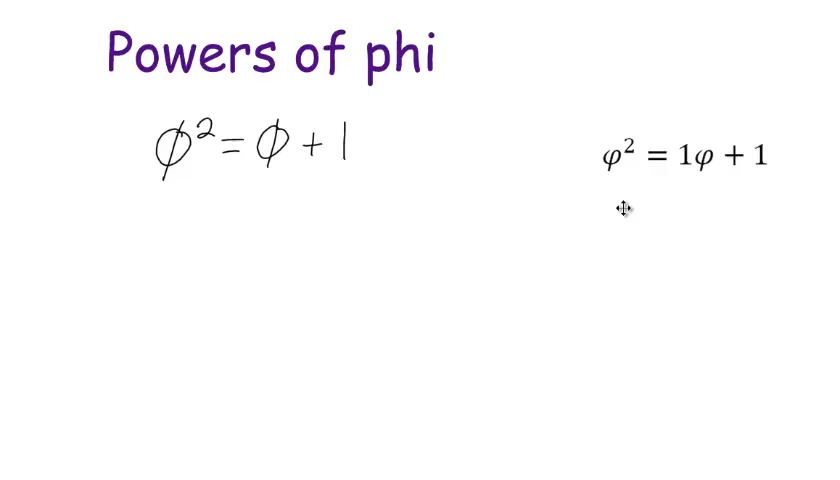 Powers of phi
ϕ² = ϕ + 1
φ² = 1φ + 1